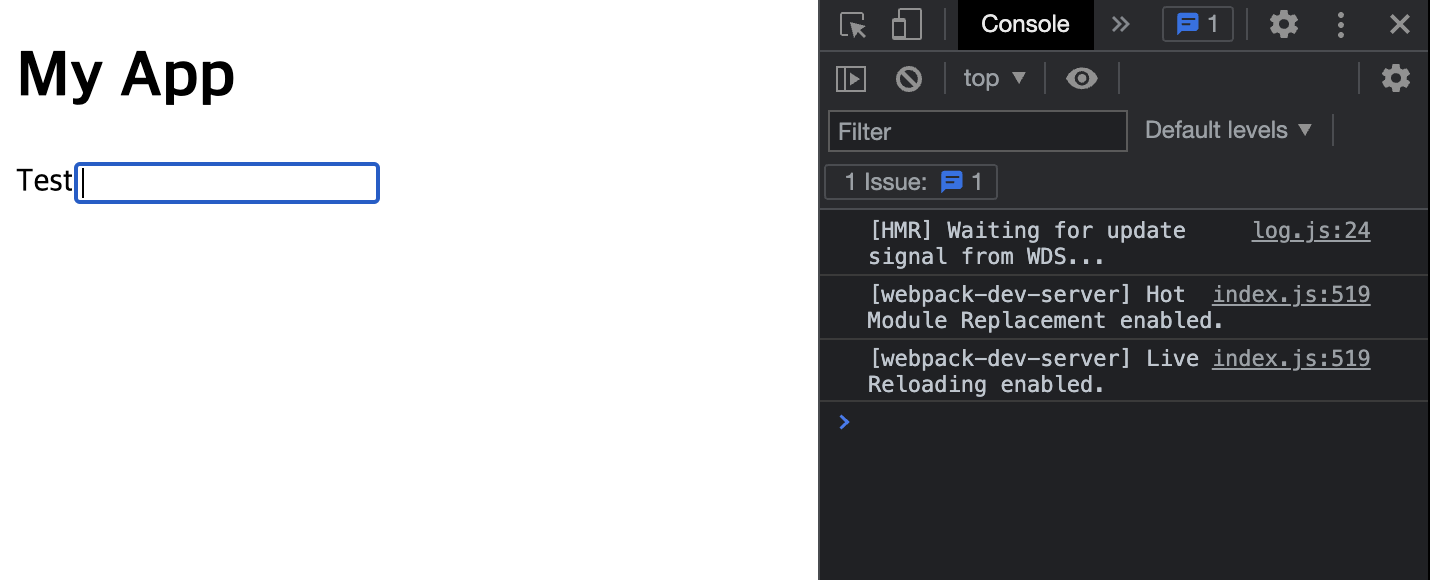 My App
Test
Console » 1
top ▼
Filter Default levels ▼
1 Issue: 1
[HMR] Waiting for update log.js:24
signal from WDS...
[webpack-dev-server] Hot index.js:519
Module Replacement enabled.
[webpack-dev-server] Live index.js:519
Reloading enabled.